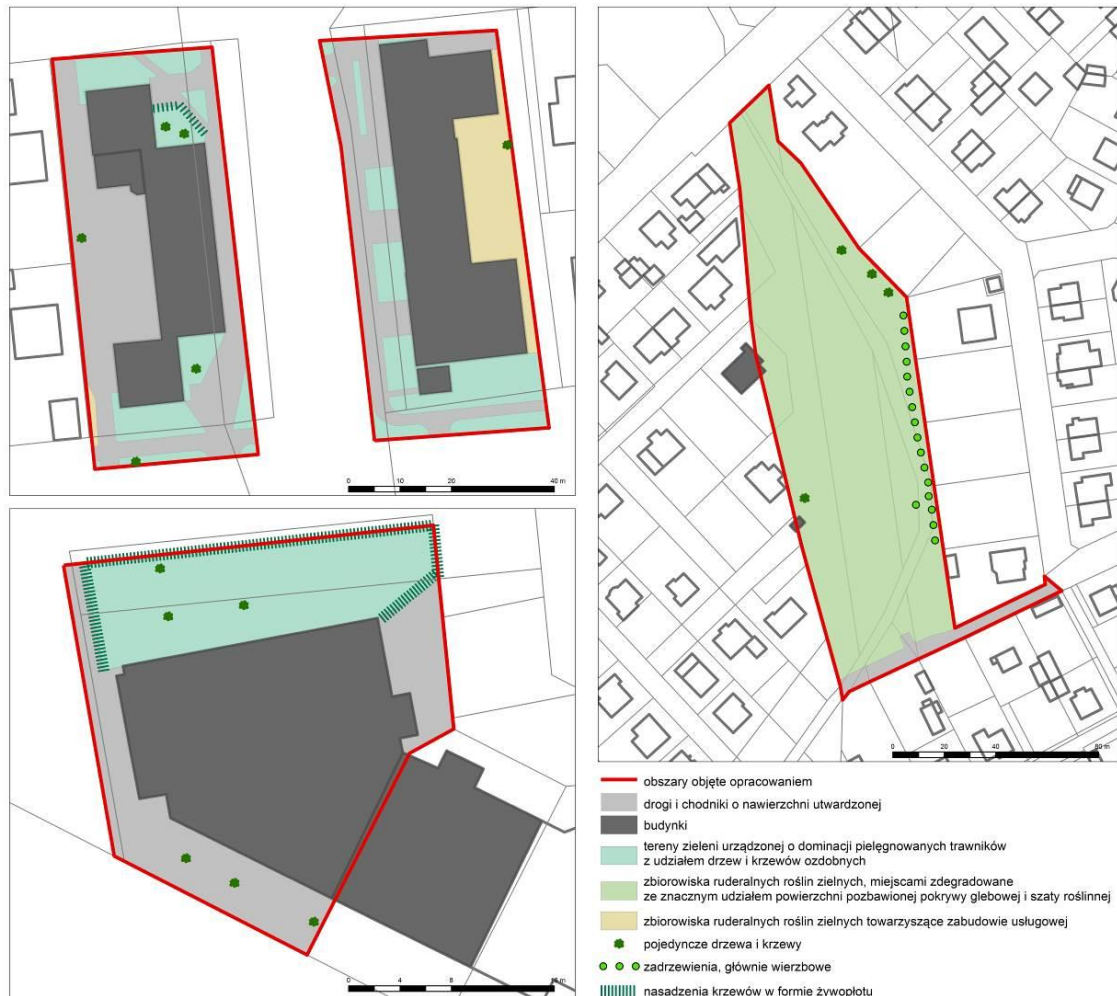 0 20 40 m
0 4 8 16 m
0 20 40 80 m
obszary objęte opracowaniem
drogi i chodniki o nawierzchni utwardzonej
budynki
tereny zieleni urządzonej o dominacji pielęgnowanych trawników
z udziałem drzew i krzewów ozdobnych
zbiorowiska ruderalnych roślin zielnych, miejscami zdegradowane
ze znacznym udziałem powierzchni pozbawionej pokrywy glebowej i szaty roślinnej
zbiorowiska ruderalnych roślin zielnych towarzyszące zabudowie usługowej
pojedyncze drzewa i krzewy
zadrzewienia, głównie wierzbowe
nasadzenia krzewów w formie żywopłotu